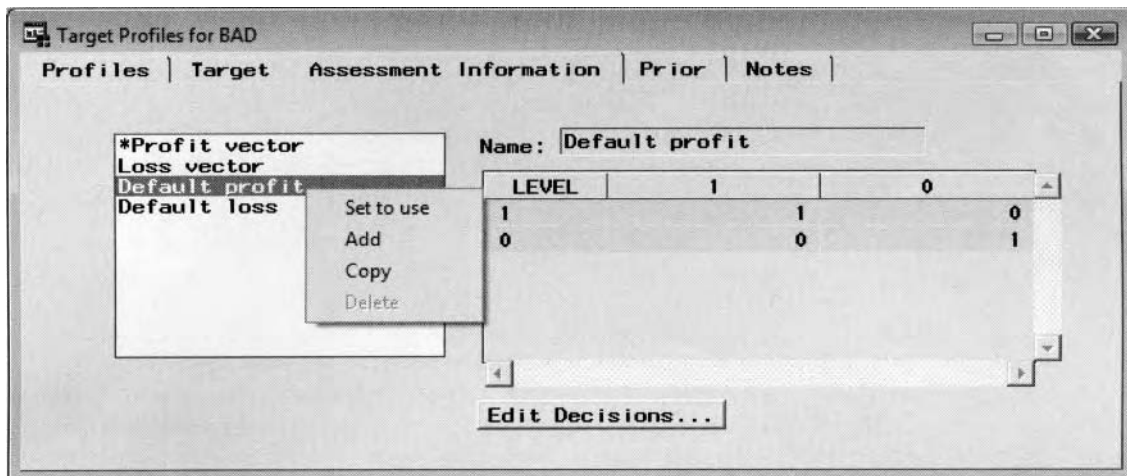 Target Profiles for BAD
Profiles Target Assessment Information Prior Notes
*Profit vector
Loss vector
Default profit
Default loss
Set to use
Add
Copy
Delete
Name: Default profit
LEVEL 1 0
1 1 0
0 0 1
Edit Decisions...